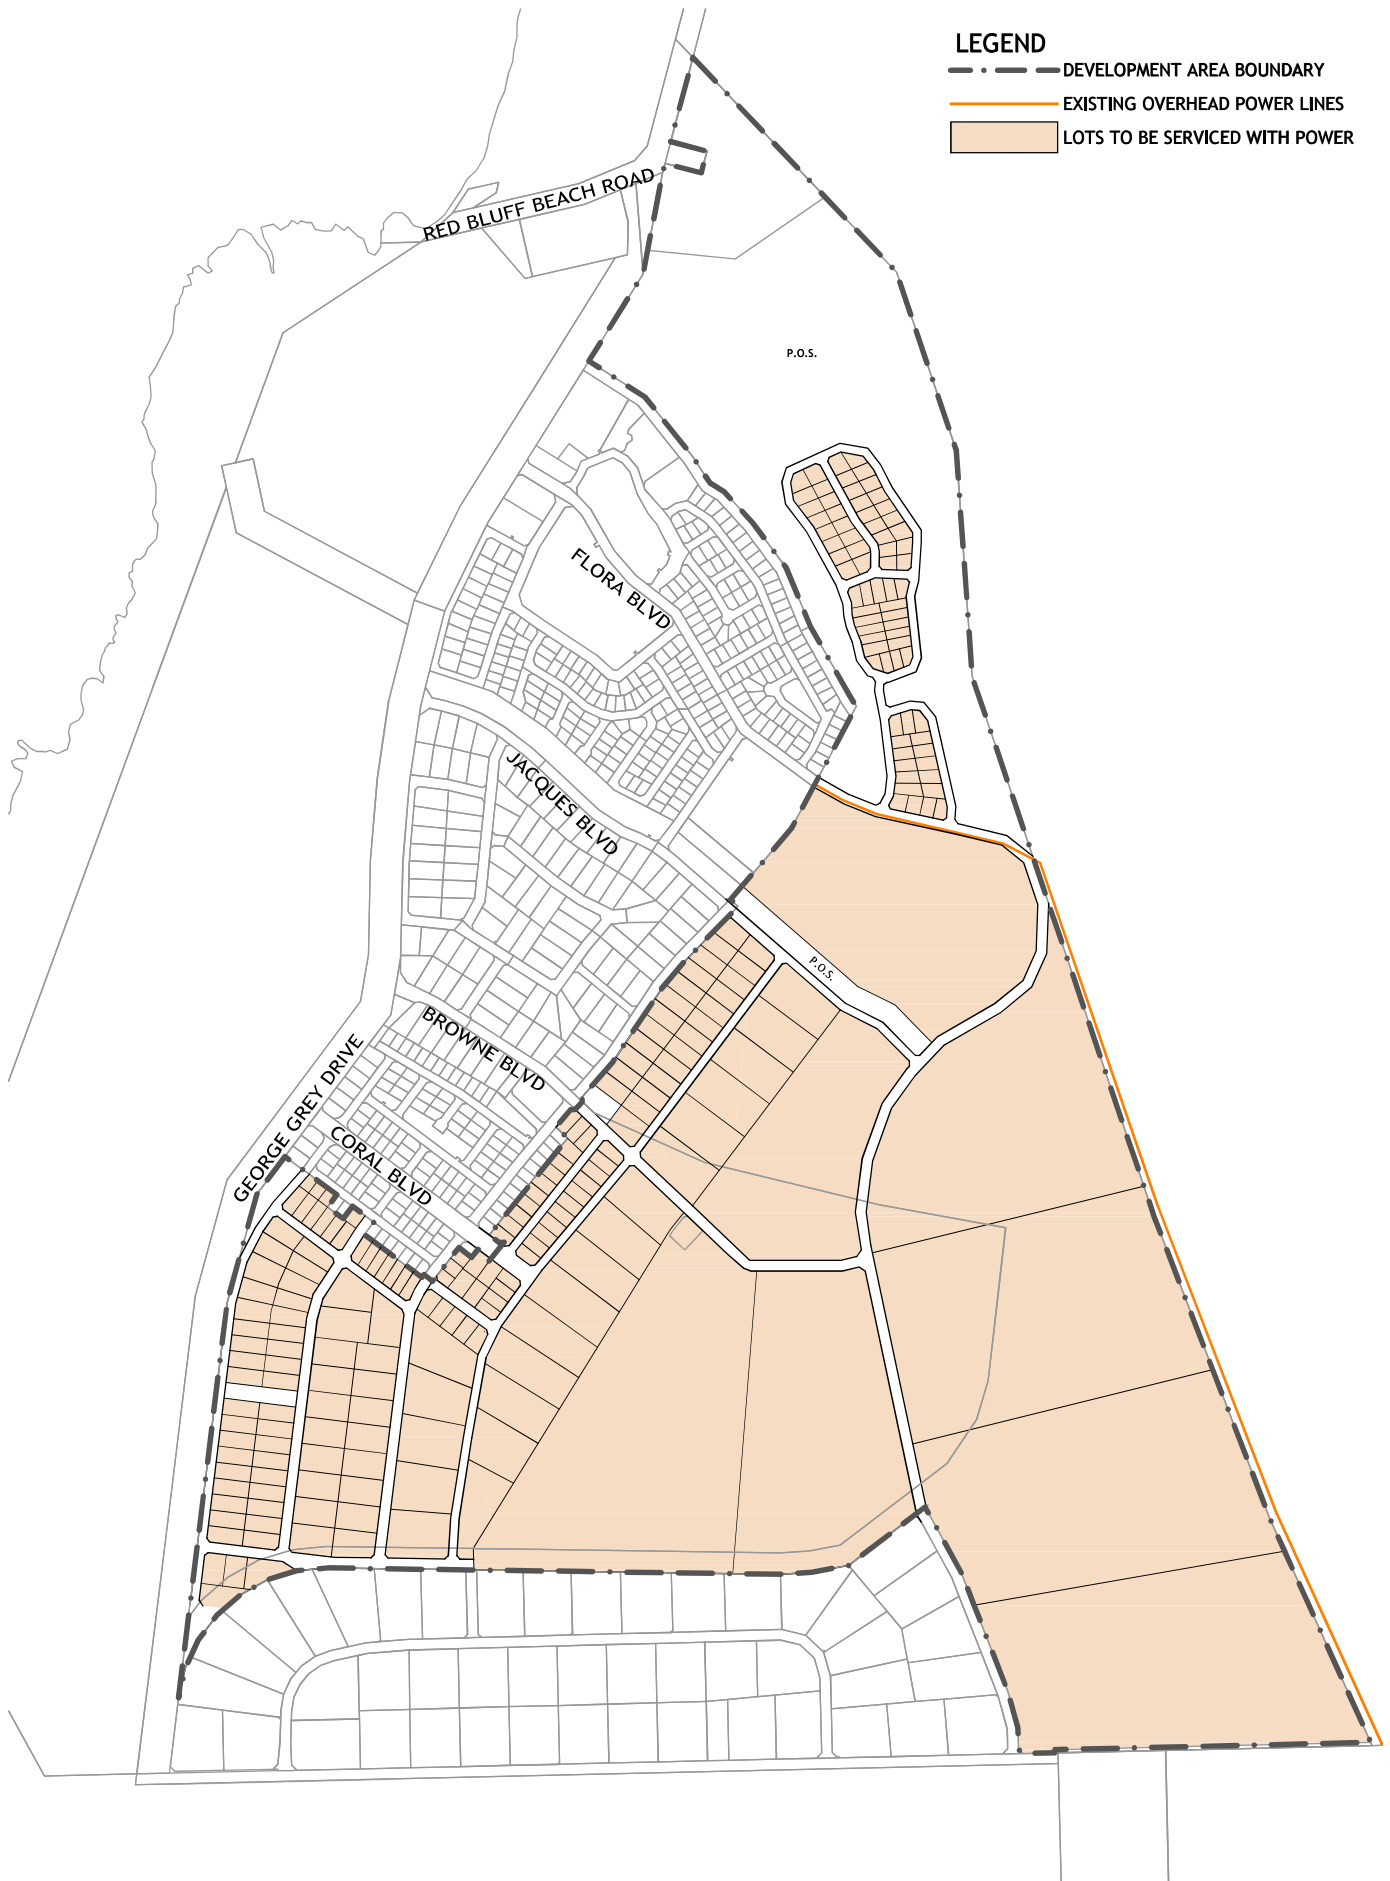 LEGEND
DEVELOPMENT AREA BOUNDARY
EXISTING OVERHEAD POWER LINES
LOTS TO BE SERVICED WITH POWER
RED BLUFF BEACH ROAD
P.O.S.
FLORA BLVD
JACQUES BLVD
P.O.S.
BROWNE BLVD
GEORGE GREY DRIVE
CORAL BLVD